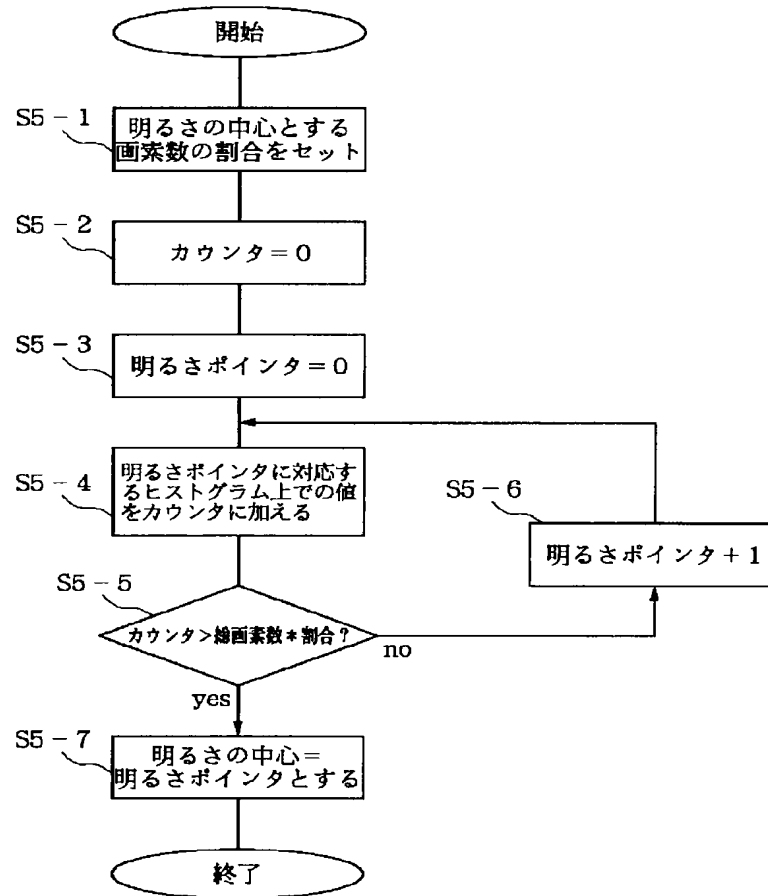 開始
S5-1
明るさの中心とする
画素数の割合をセット
S5-2
カウンタ=0
S5-3
明るさポインタ=0
S5-4
明るさポインタに対応す
るヒストグラム上での値
をカウンタに加える
S5-6
明るさポインタ+1
S5-5
カウンタ>総画素数*割合?
no
yes
S5-7
明るさの中心=
明るさポインタとする
終了